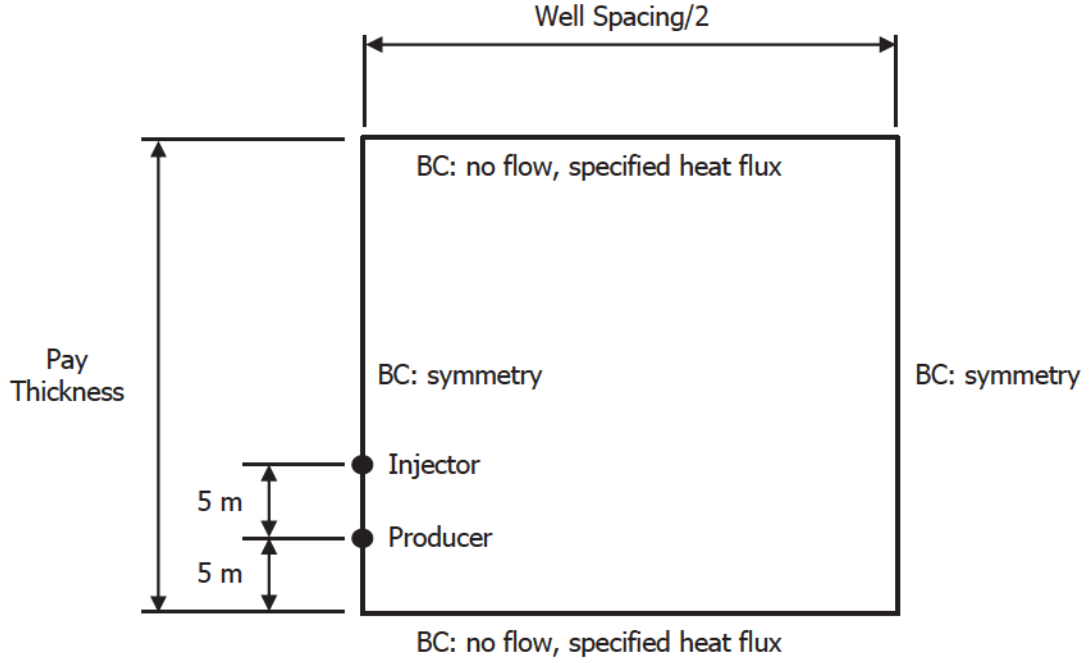 Well Spacing/2
BC: no flow, specified heat flux
Pay
Thickness
BC: symmetry
BC: symmetry
Injector
5 m
Producer
5 m
BC: no flow, specified heat flux